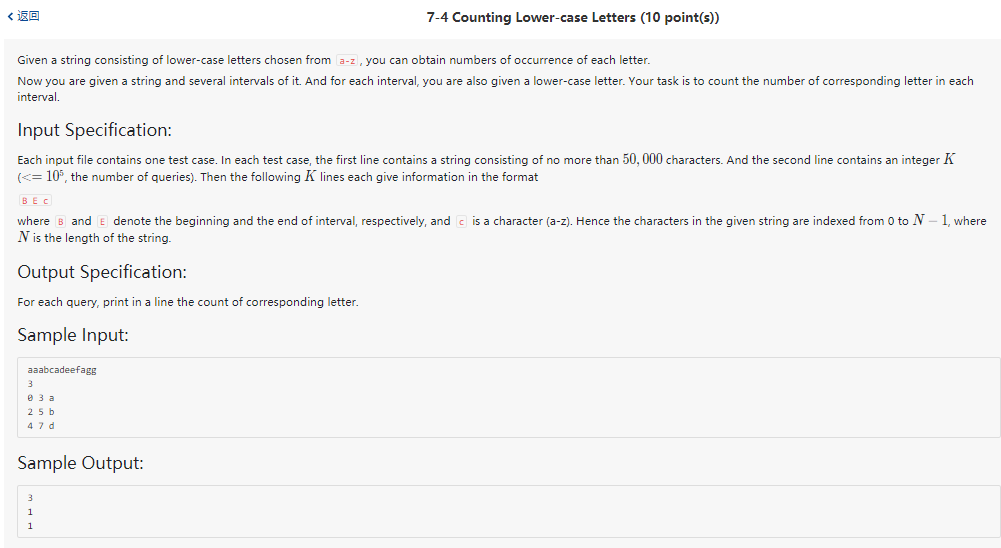 < 返回
7-4 Counting Lower-case Letters (10 point(s))
Given a string consisting of lower-case letters chosen from a-z, you can obtain numbers of occurrence of each letter.
Now you are given a string and several intervals of it. And for each interval, you are also given a lower-case letter. Your task is to count the number of corresponding letter in each
interval.
Input Specification:
Each input file contains one test case. In each test case, the first line contains a string consisting of no more than 50,000 characters. And the second line contains an integer K
(<= 10⁵, the number of queries). Then the following K lines each give information in the format
B E c
where B and E denote the beginning and the end of interval, respectively, and c is a character (a-z). Hence the characters in the given string are indexed from 0 to N − 1, where
N is the length of the string.
Output Specification:
For each query, print in a line the count of corresponding letter.
Sample Input:
aaabcadeefagg
3
0 3 a
2 5 b
4 7 d
Sample Output:
3
1
1